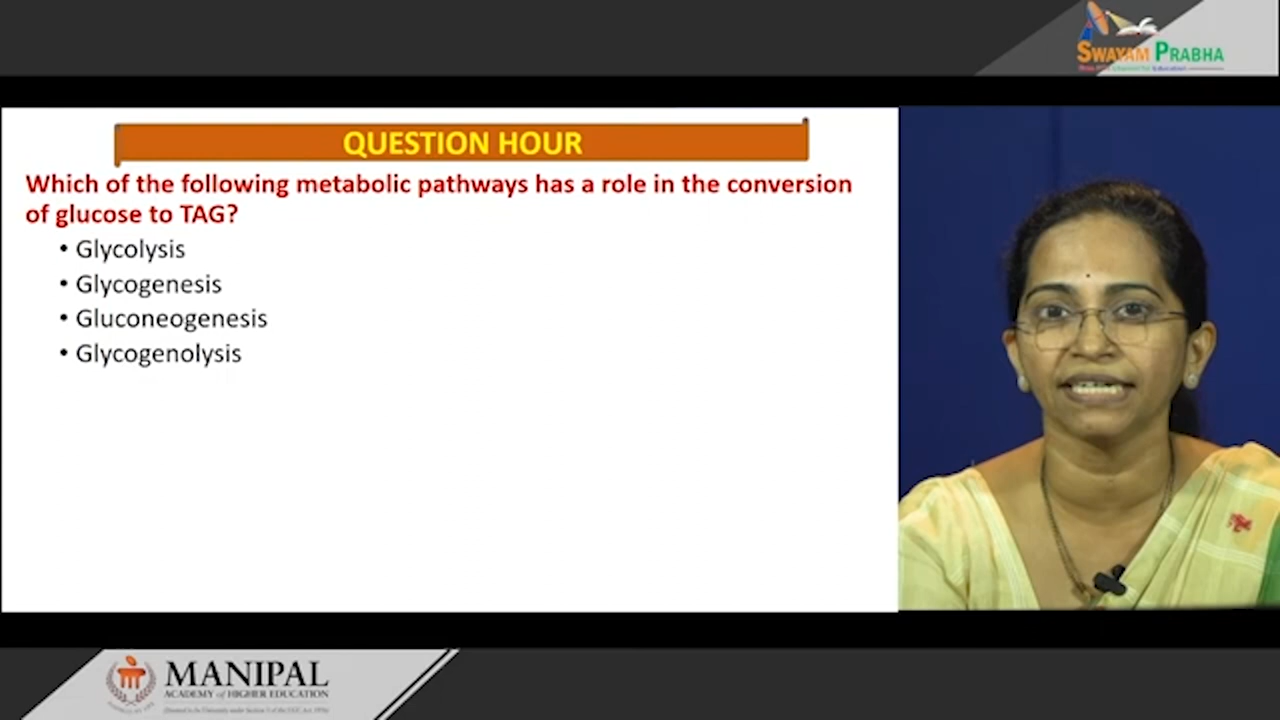 SWAYAM PRABHA
QUESTION HOUR
Which of the following metabolic pathways has a role in the conversion
of glucose to TAG?
• Glycolysis
• Glycogenesis
• Gluconeogenesis
• Glycogenolysis
MANIPAL
ACADEMY of HIGHER EDUCATION